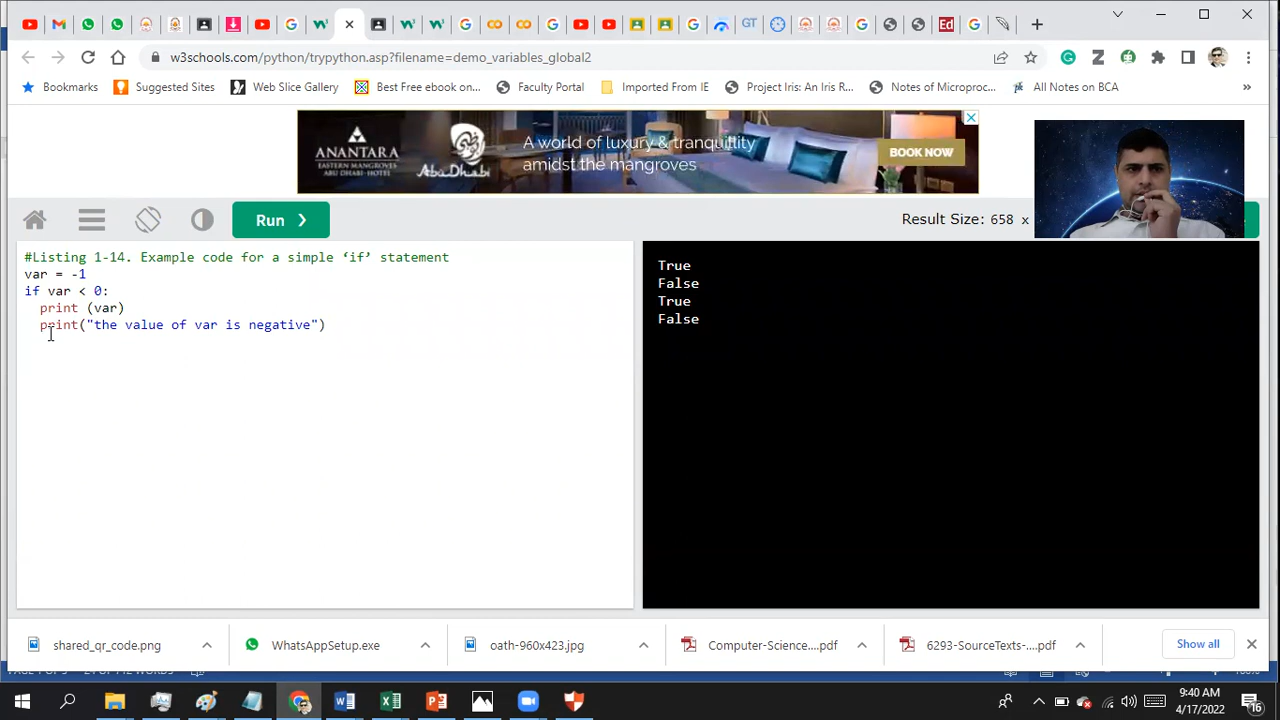 GT
Ed
w3schools.com/python/trypython.asp?filename=demo_variables_global2
Bookmarks
Suggested Sites
Web Slice Gallery
Best Free ebook on...
Faculty Portal
Imported From IE
Project Iris: An Iris R...
Notes of Microproc...
All Notes on BCA
»
ANANTARA
EASTERN MANGROVES
ABU DHABI · HOTEL
Abu Dhabi
A world of luxury & tranquility
amidst the mangroves
BOOK NOW
Run ❯
Result Size: 658 x
#Listing 1-14. Example code for a simple ‘if’ statement
var = -1
if var < 0:
print (var)
print("the value of var is negative")
True
False
True
False
shared_qr_code.png
WhatsAppSetup.exe
oath-960x423.jpg
Computer-Science....pdf
6293-SourceTexts-....pdf
Show all
9:40 AM
4/17/2022
16